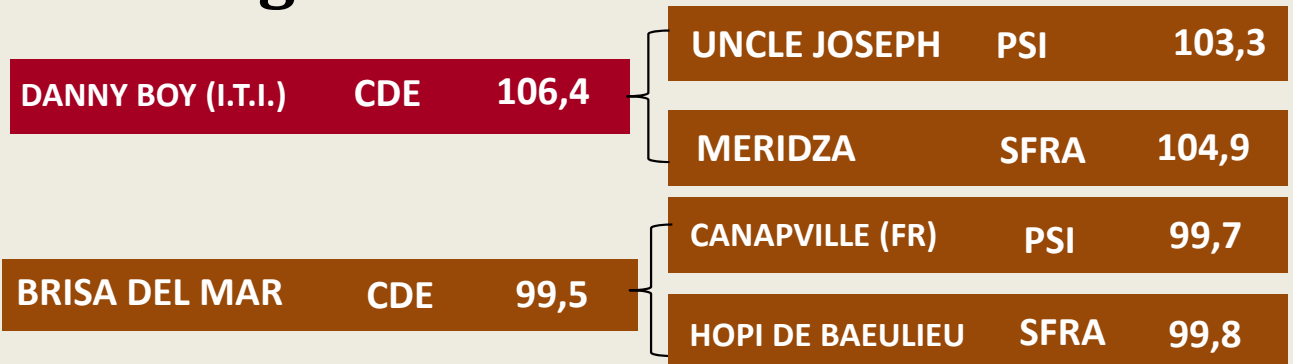 UNCLE JOSEPH PSI 103,3
DANNY BOY (I.T.I.) CDE 106,4
MERIDZA SFRA 104,9
CANAPVILLE (FR) PSI 99,7
BRISA DEL MAR CDE 99,5
HOPI DE BAEULIEU SFRA 99,8